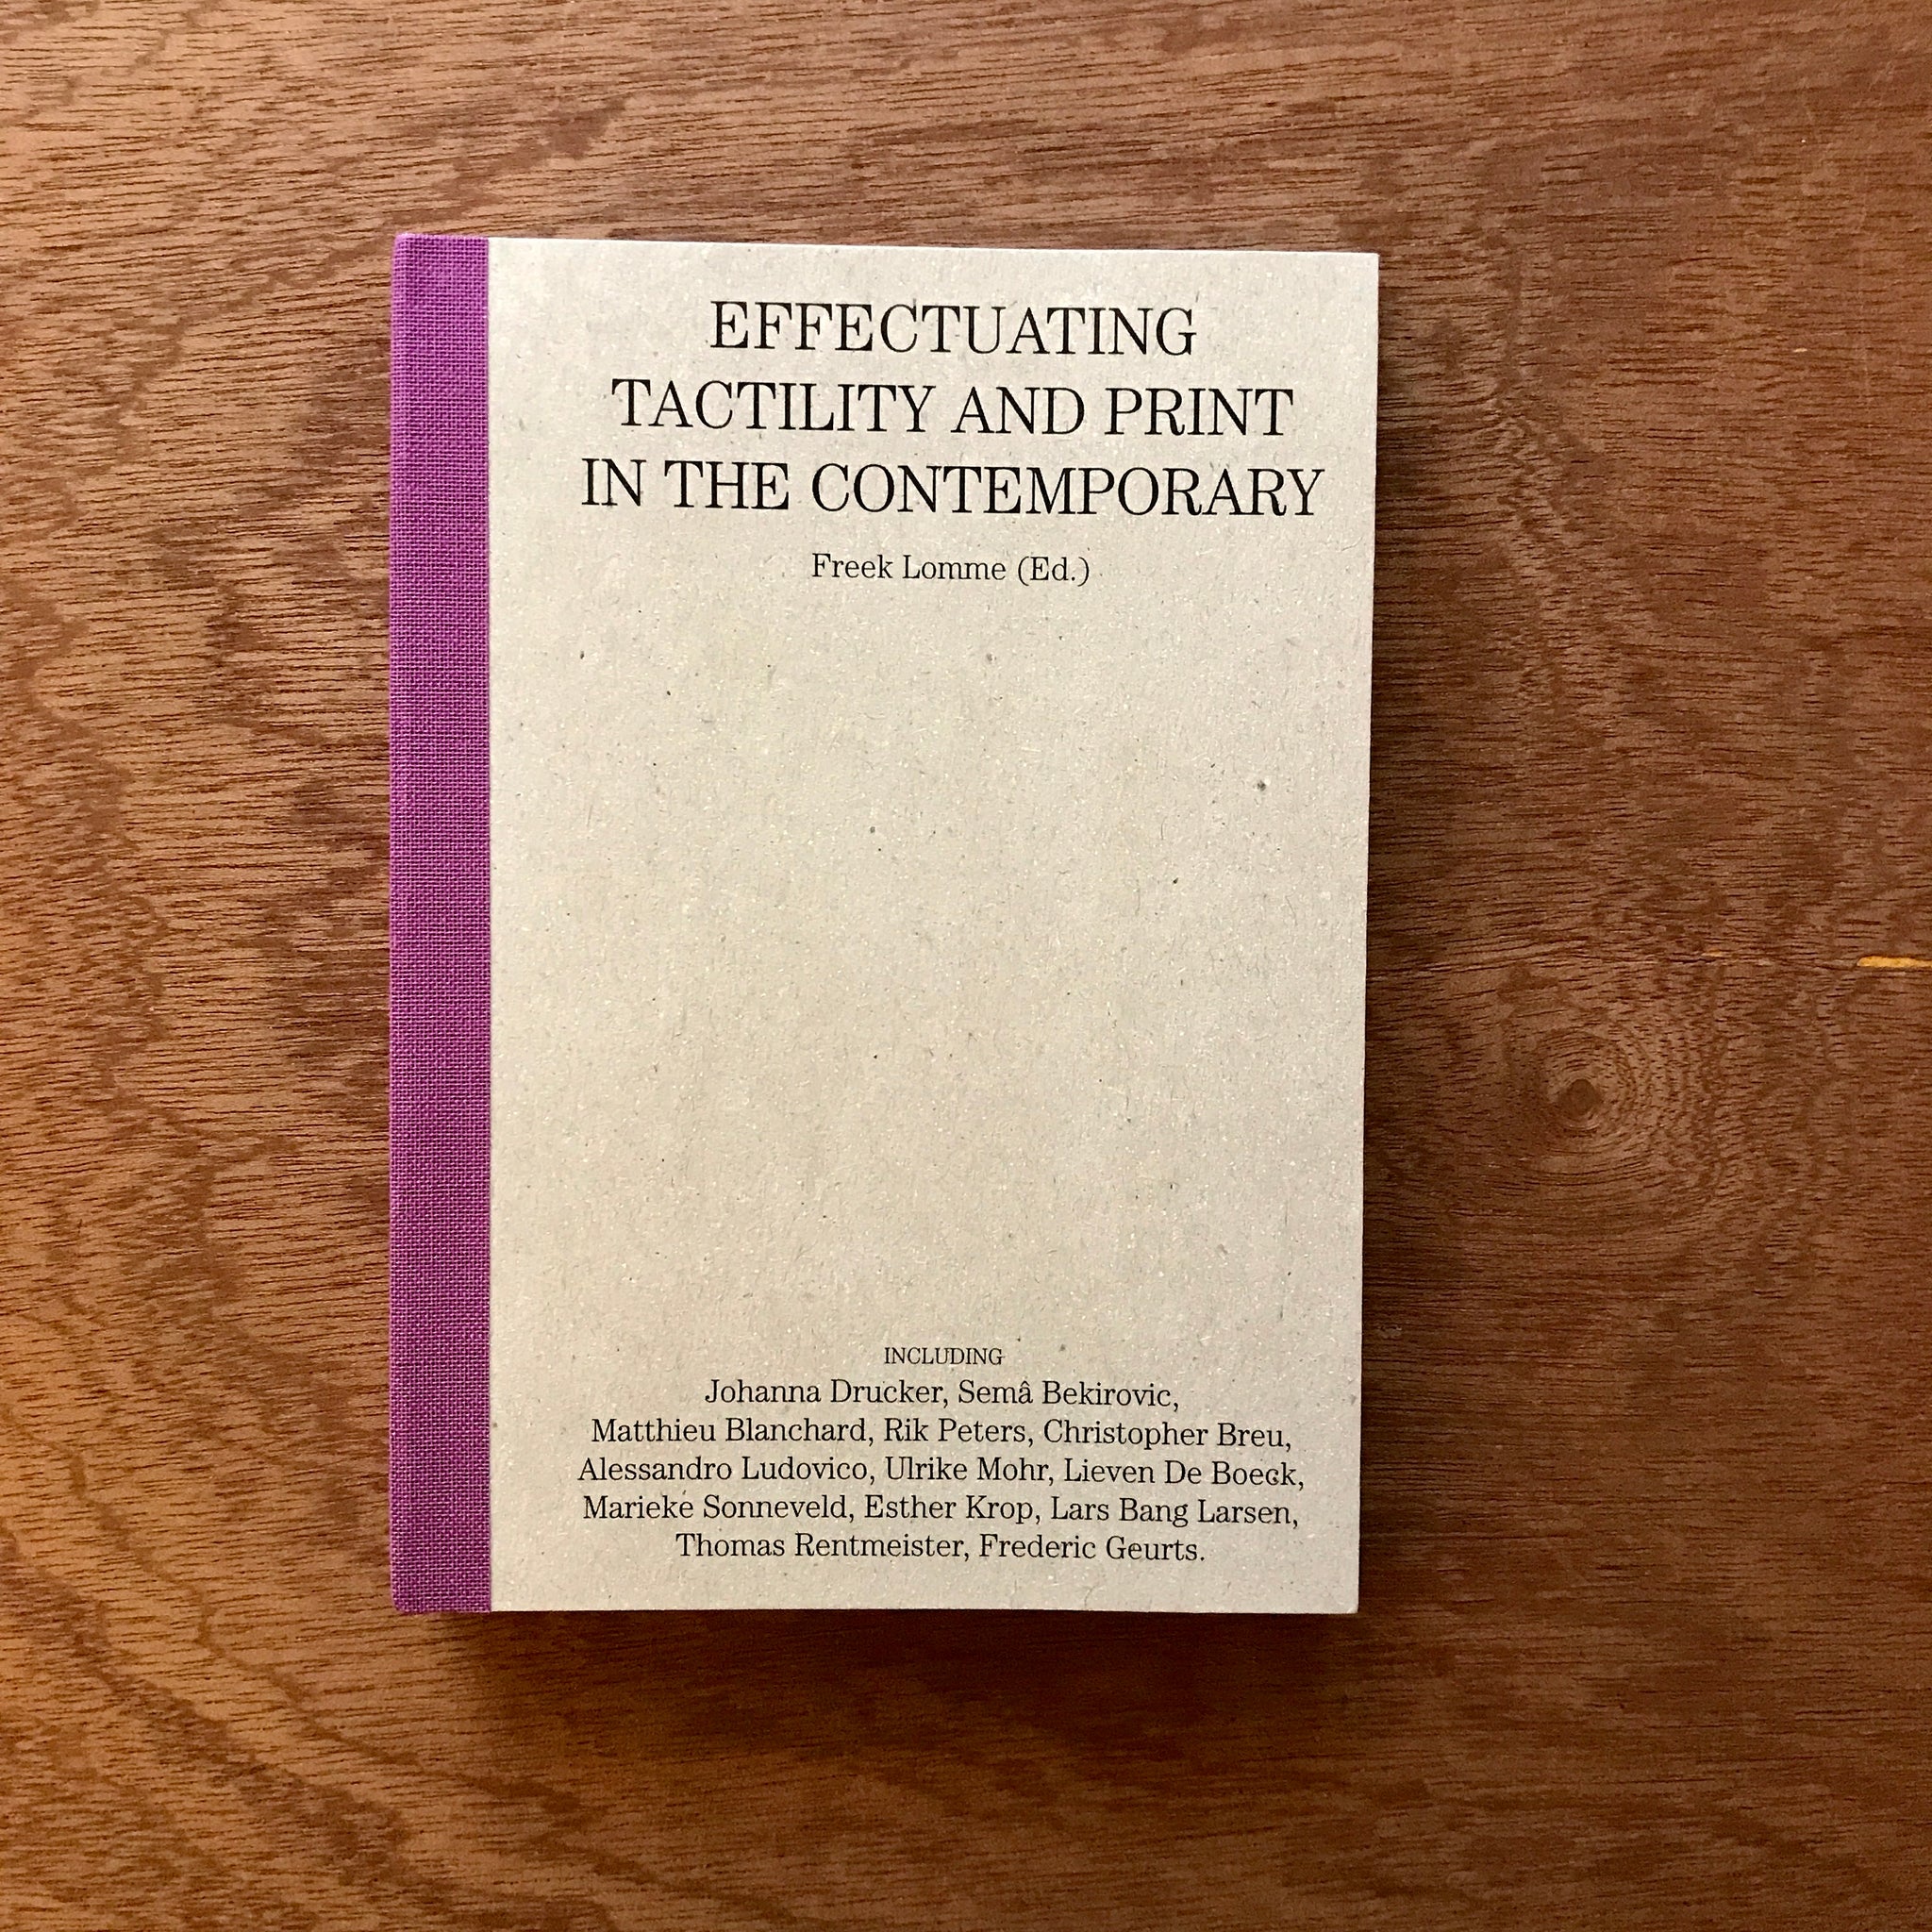 EFFECTUATING
TACTILITY AND PRINT
IN THE CONTEMPORARY
Freek Lomme (Ed.)
INCLUDING
Johanna Drucker, Semâ Bekirovic,
Matthieu Blanchard, Rik Peters, Christopher Breu,
Alessandro Ludovico, Ulrike Mohr, Lieven De Boeck,
Marieke Sonneveld, Esther Krop, Lars Bang Larsen,
Thomas Rentmeister, Frederic Geurts.